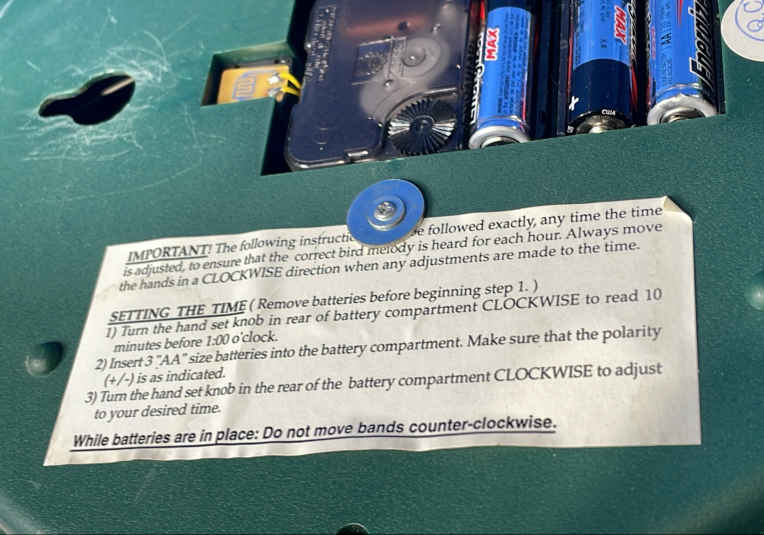 MAX
MAX
AA
Energizer
IMPORTANT! The following instructi e followed exactly, any time the time
is adjusted, to ensure that the correct bird melody is heard for each hour. Always move
the hands in a CLOCKWISE direction when any adjustments are made to the time.
SETTING THE TIME ( Remove batteries before beginning step 1. )
1) Turn the hand set knob in rear of battery compartment CLOCKWISE to read 10
minutes before 1:00 o'clock.
2) Insert 3 "AA" size batteries into the battery compartment. Make sure that the polarity
(+/-) is as indicated.
3) Turn the hand set knob in the rear of the battery compartment CLOCKWISE to adjust
to your desired time.
While batteries are in place: Do not move bands counter-clockwise.